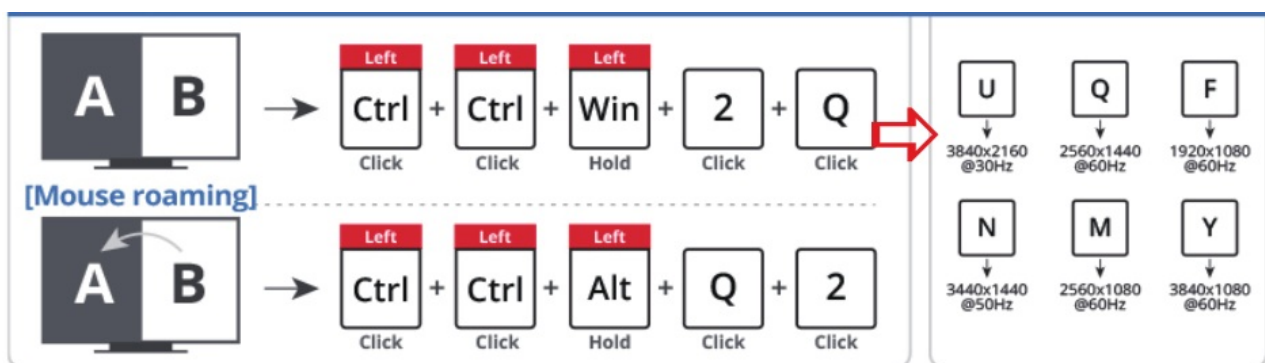 A B
Left Left Left
Ctrl + Ctrl + Win + 2 + Q
Click Click Hold Click Click
[Mouse roaming]
A B
Left Left Left
Ctrl + Ctrl + Alt + Q + 2
Click Click Hold Click Click
U Q F
3840x2160 2560x1440 1920x1080
@30Hz @60Hz @60Hz
N M Y
3440x1440 2560x1080 3840x1080
@50Hz @60Hz @60Hz